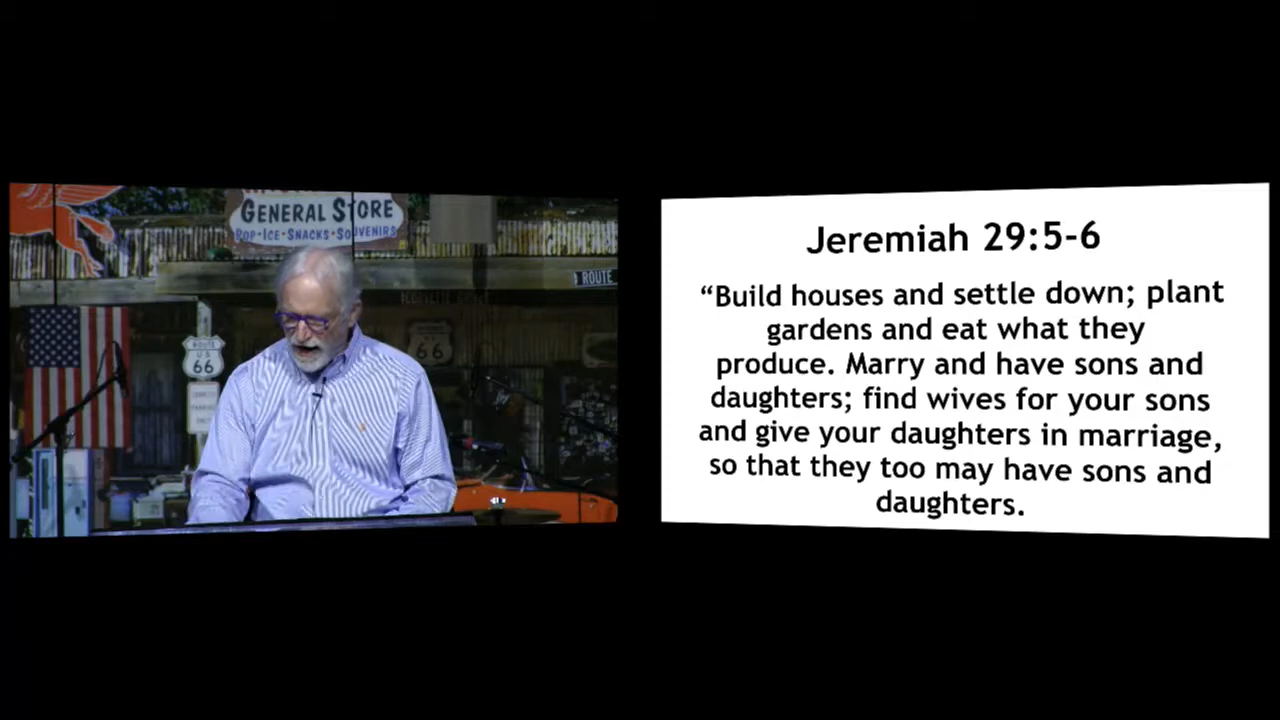 GENERAL STORE
POP-ICE-SNACKS-SOUVENIRS
ROUTE
ROUTE
U S
66
66
Jeremiah 29:5-6
“Build houses and settle down; plant
gardens and eat what they
produce. Marry and have sons and
daughters; find wives for your sons
and give your daughters in marriage,
so that they too may have sons and
daughters.